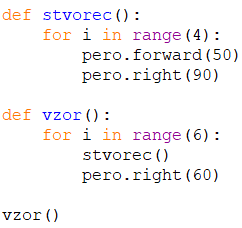 def stvorec():
    for i in range(4):
        pero.forward(50)
        pero.right(90)

def vzor():
    for i in range(6):
        stvorec()
        pero.right(60)

vzor()